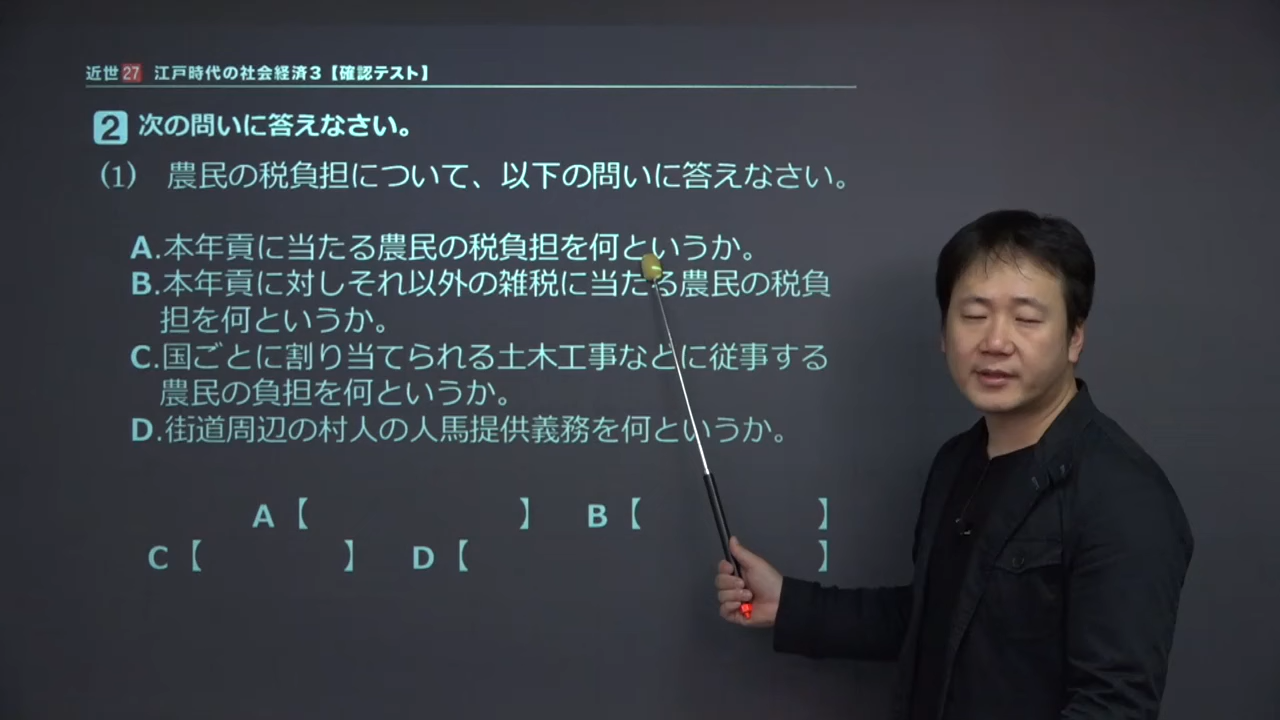 近世27 江戸時代の社会経済3【確認テスト】
2 次の問いに答えなさい。
(1) 農民の税負担について、以下の問いに答えなさい。
A.本年貢に当たる農民の税負担を何というか。
B.本年貢に対しそれ以外の雑税に当たる農民の税負
担を何というか。
C.国ごとに割り当てられる土木工事などに従事する
農民の負担を何というか。
D.街道周辺の村人の人馬提供義務を何というか。
A【 】 B【 】
C【 】 D【 】